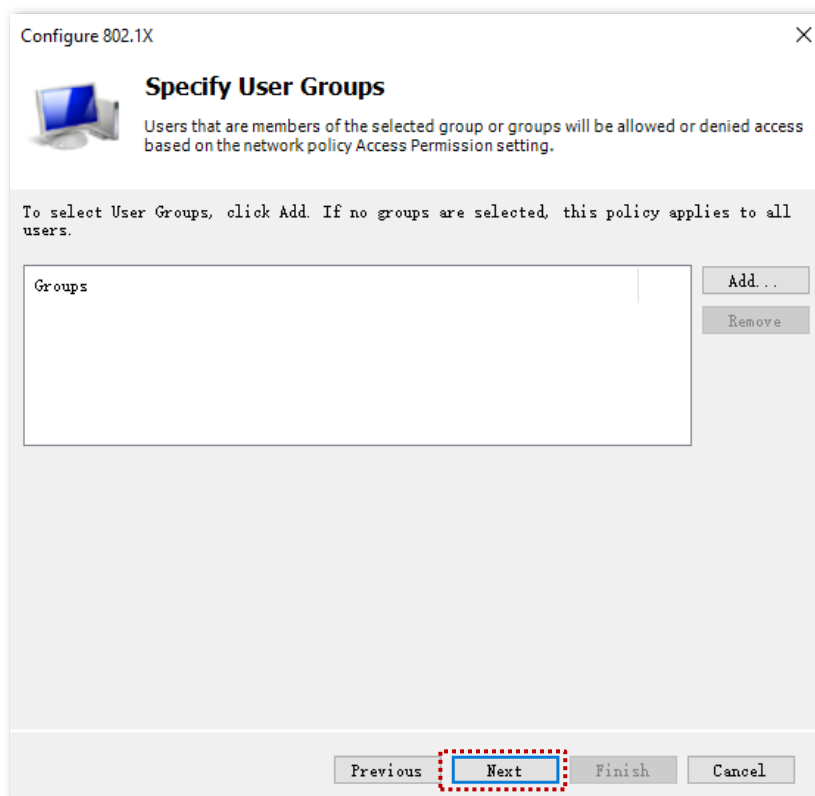 Configure 802.1X
Specify User Groups
Users that are members of the selected group or groups will be allowed or denied access
based on the network policy Access Permission setting.
To select User Groups, click Add. If no groups are selected, this policy applies to all
users.
Groups
Add...
Remove
Previous
Next
Finish
Cancel